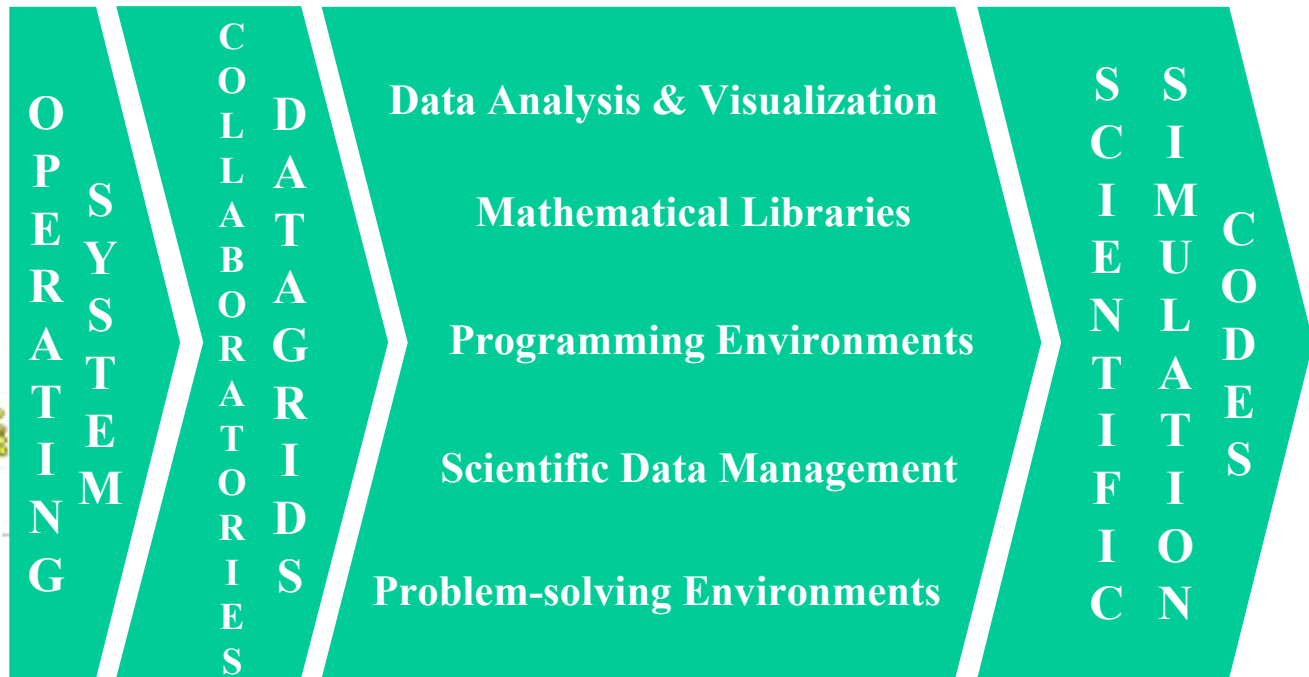 OPERATING
SYSTEM
COLLABORATORIES
DATAGRIDS
Data Analysis & Visualization
Mathematical Libraries
Programming Environments
Scientific Data Management
Problem-solving Environments
SCIENTIFIC
SIMULATION
CODES